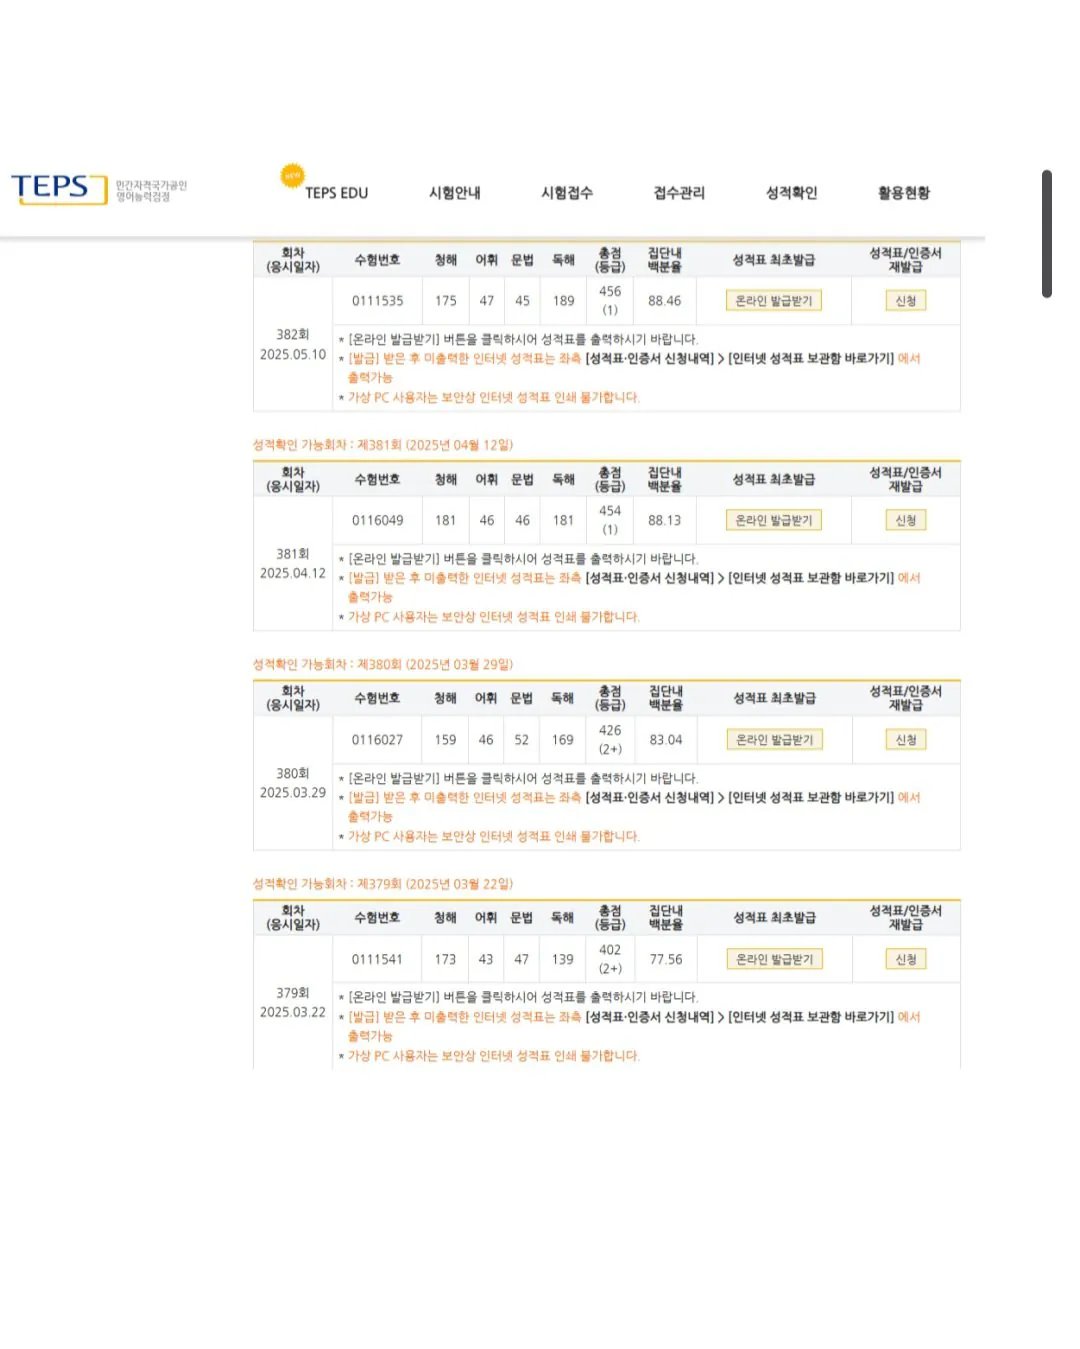 TEPS 민간자격국가공인
영어능력검정
NEW
TEPS EDU 시험안내 시험접수 접수관리 성적확인 활용현황
회차 (응시일자) 수험번호 청해 어휘 문법 독해 총점 (등급) 집단내 백분율 성적표 최초발급 성적표/인증서 재발급
382회 2025.05.10 0111535 175 47 45 189 456 (1) 88.46 온라인 발급받기 신청
* [온라인 발급받기] 버튼을 클릭하시어 성적표를 출력하시기 바랍니다.
* [발급] 받은 후 미출력한 인터넷 성적표는 좌측 [성적표·인증서 신청내역] > [인터넷 성적표 보관함 바로가기] 에서
출력가능
* 가상 PC 사용자는 보안상 인터넷 성적표 인쇄 불가합니다.
성적확인 가능회차 : 제381회 (2025년 04월 12일)
회차 (응시일자) 수험번호 청해 어휘 문법 독해 총점 (등급) 집단내 백분율 성적표 최초발급 성적표/인증서 재발급
381회 2025.04.12 0116049 181 46 46 181 454 (1) 88.13 온라인 발급받기 신청
* [온라인 발급받기] 버튼을 클릭하시어 성적표를 출력하시기 바랍니다.
* [발급] 받은 후 미출력한 인터넷 성적표는 좌측 [성적표·인증서 신청내역] > [인터넷 성적표 보관함 바로가기] 에서
출력가능
* 가상 PC 사용자는 보안상 인터넷 성적표 인쇄 불가합니다.
성적확인 가능회차 : 제380회 (2025년 03월 29일)
회차 (응시일자) 수험번호 청해 어휘 문법 독해 총점 (등급) 집단내 백분율 성적표 최초발급 성적표/인증서 재발급
380회 2025.03.29 0116027 159 46 52 169 426 (2+) 83.04 온라인 발급받기 신청
* [온라인 발급받기] 버튼을 클릭하시어 성적표를 출력하시기 바랍니다.
* [발급] 받은 후 미출력한 인터넷 성적표는 좌측 [성적표·인증서 신청내역] > [인터넷 성적표 보관함 바로가기] 에서
출력가능
* 가상 PC 사용자는 보안상 인터넷 성적표 인쇄 불가합니다.
성적확인 가능회차 : 제379회 (2025년 03월 22일)
회차 (응시일자) 수험번호 청해 어휘 문법 독해 총점 (등급) 집단내 백분율 성적표 최초발급 성적표/인증서 재발급
379회 2025.03.22 0111541 173 43 47 139 402 (2+) 77.56 온라인 발급받기 신청
* [온라인 발급받기] 버튼을 클릭하시어 성적표를 출력하시기 바랍니다.
* [발급] 받은 후 미출력한 인터넷 성적표는 좌측 [성적표·인증서 신청내역] > [인터넷 성적표 보관함 바로가기] 에서
출력가능
* 가상 PC 사용자는 보안상 인터넷 성적표 인쇄 불가합니다.